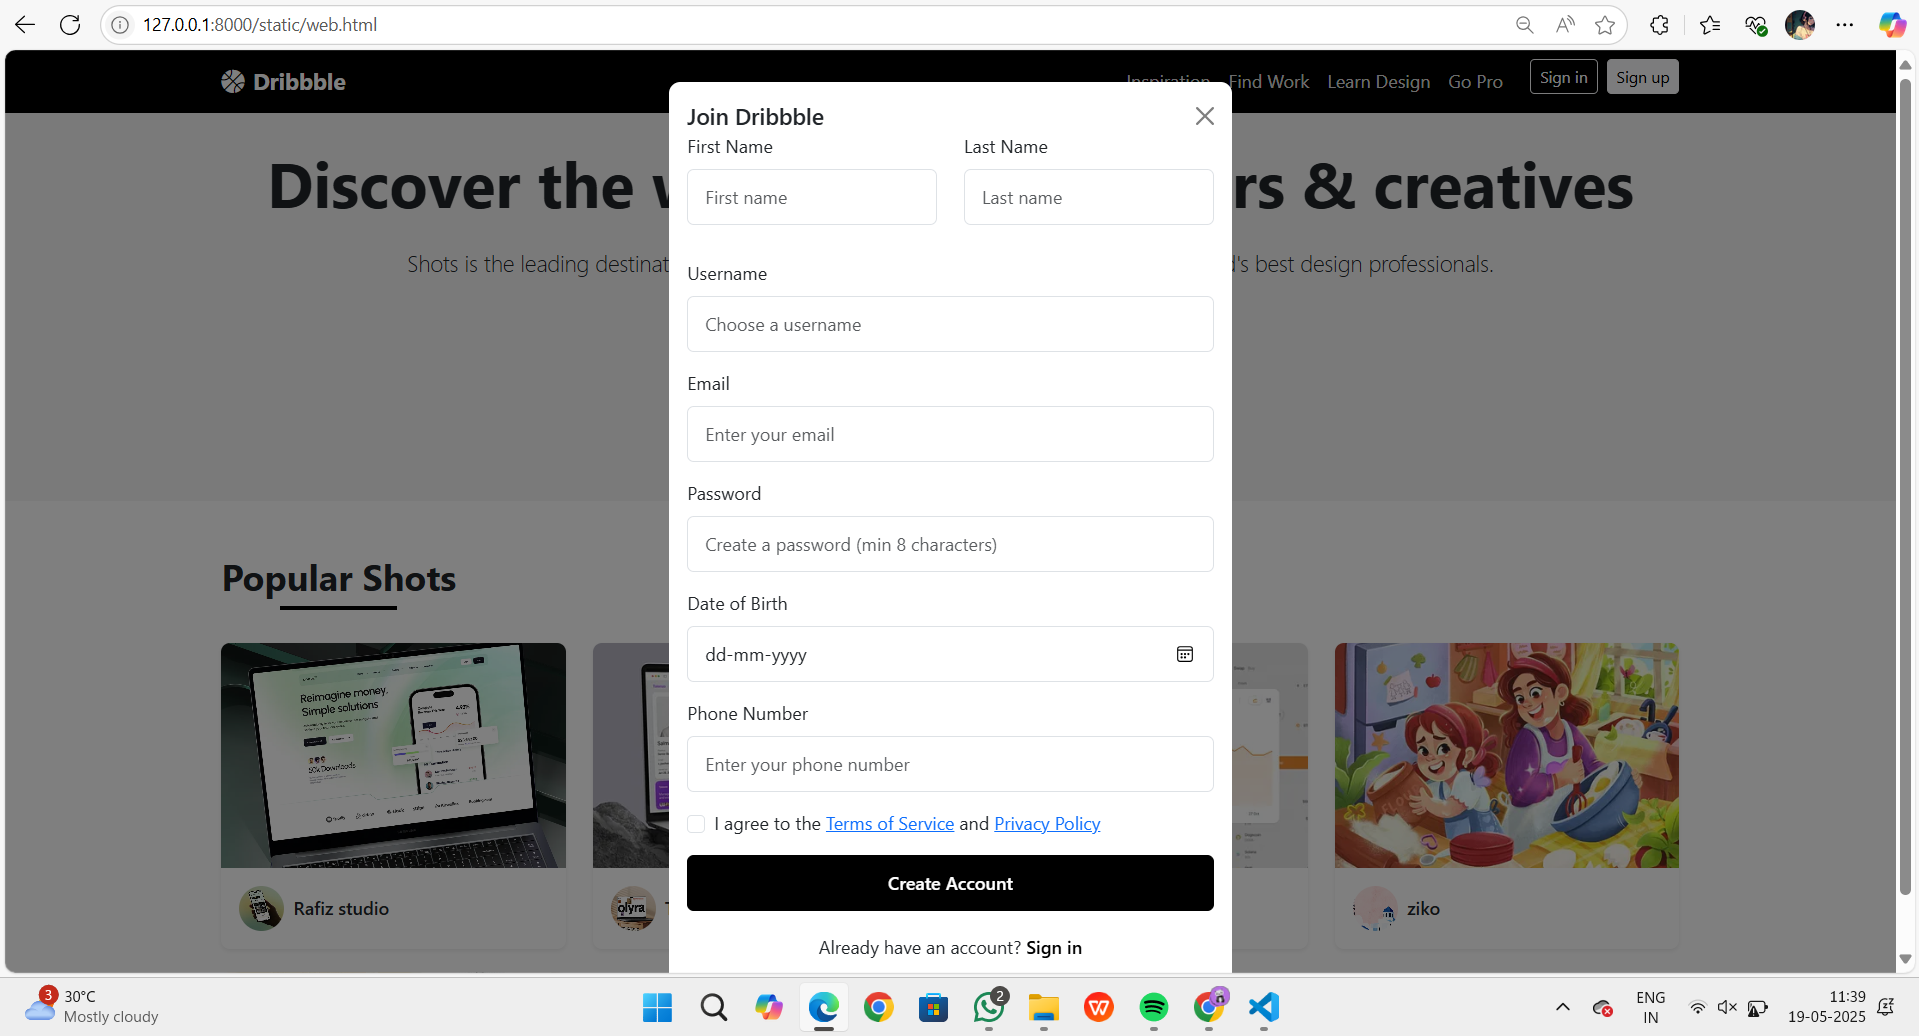 127.0.0.1:8000/static/web.html
Dribbble
Inspiration Find Work Learn Design Go Pro Sign in Sign up
Join Dribbble
First Name Last Name
First name Last name
Discover the w rs & creatives
Shots is the leading destinat d's best design professionals.
Username
Choose a username
Email
Enter your email
Password
Create a password (min 8 characters)
Date of Birth
dd-mm-yyyy
Phone Number
Enter your phone number
I agree to the Terms of Service and Privacy Policy
Create Account
Already have an account? Sign in
Popular Shots
Reimagine money.
Simple solutions
50k Downloads
Rafiz studio
olyra
ziko
3
30°C
Mostly cloudy
2
ENG
IN
11:39
19-05-2025